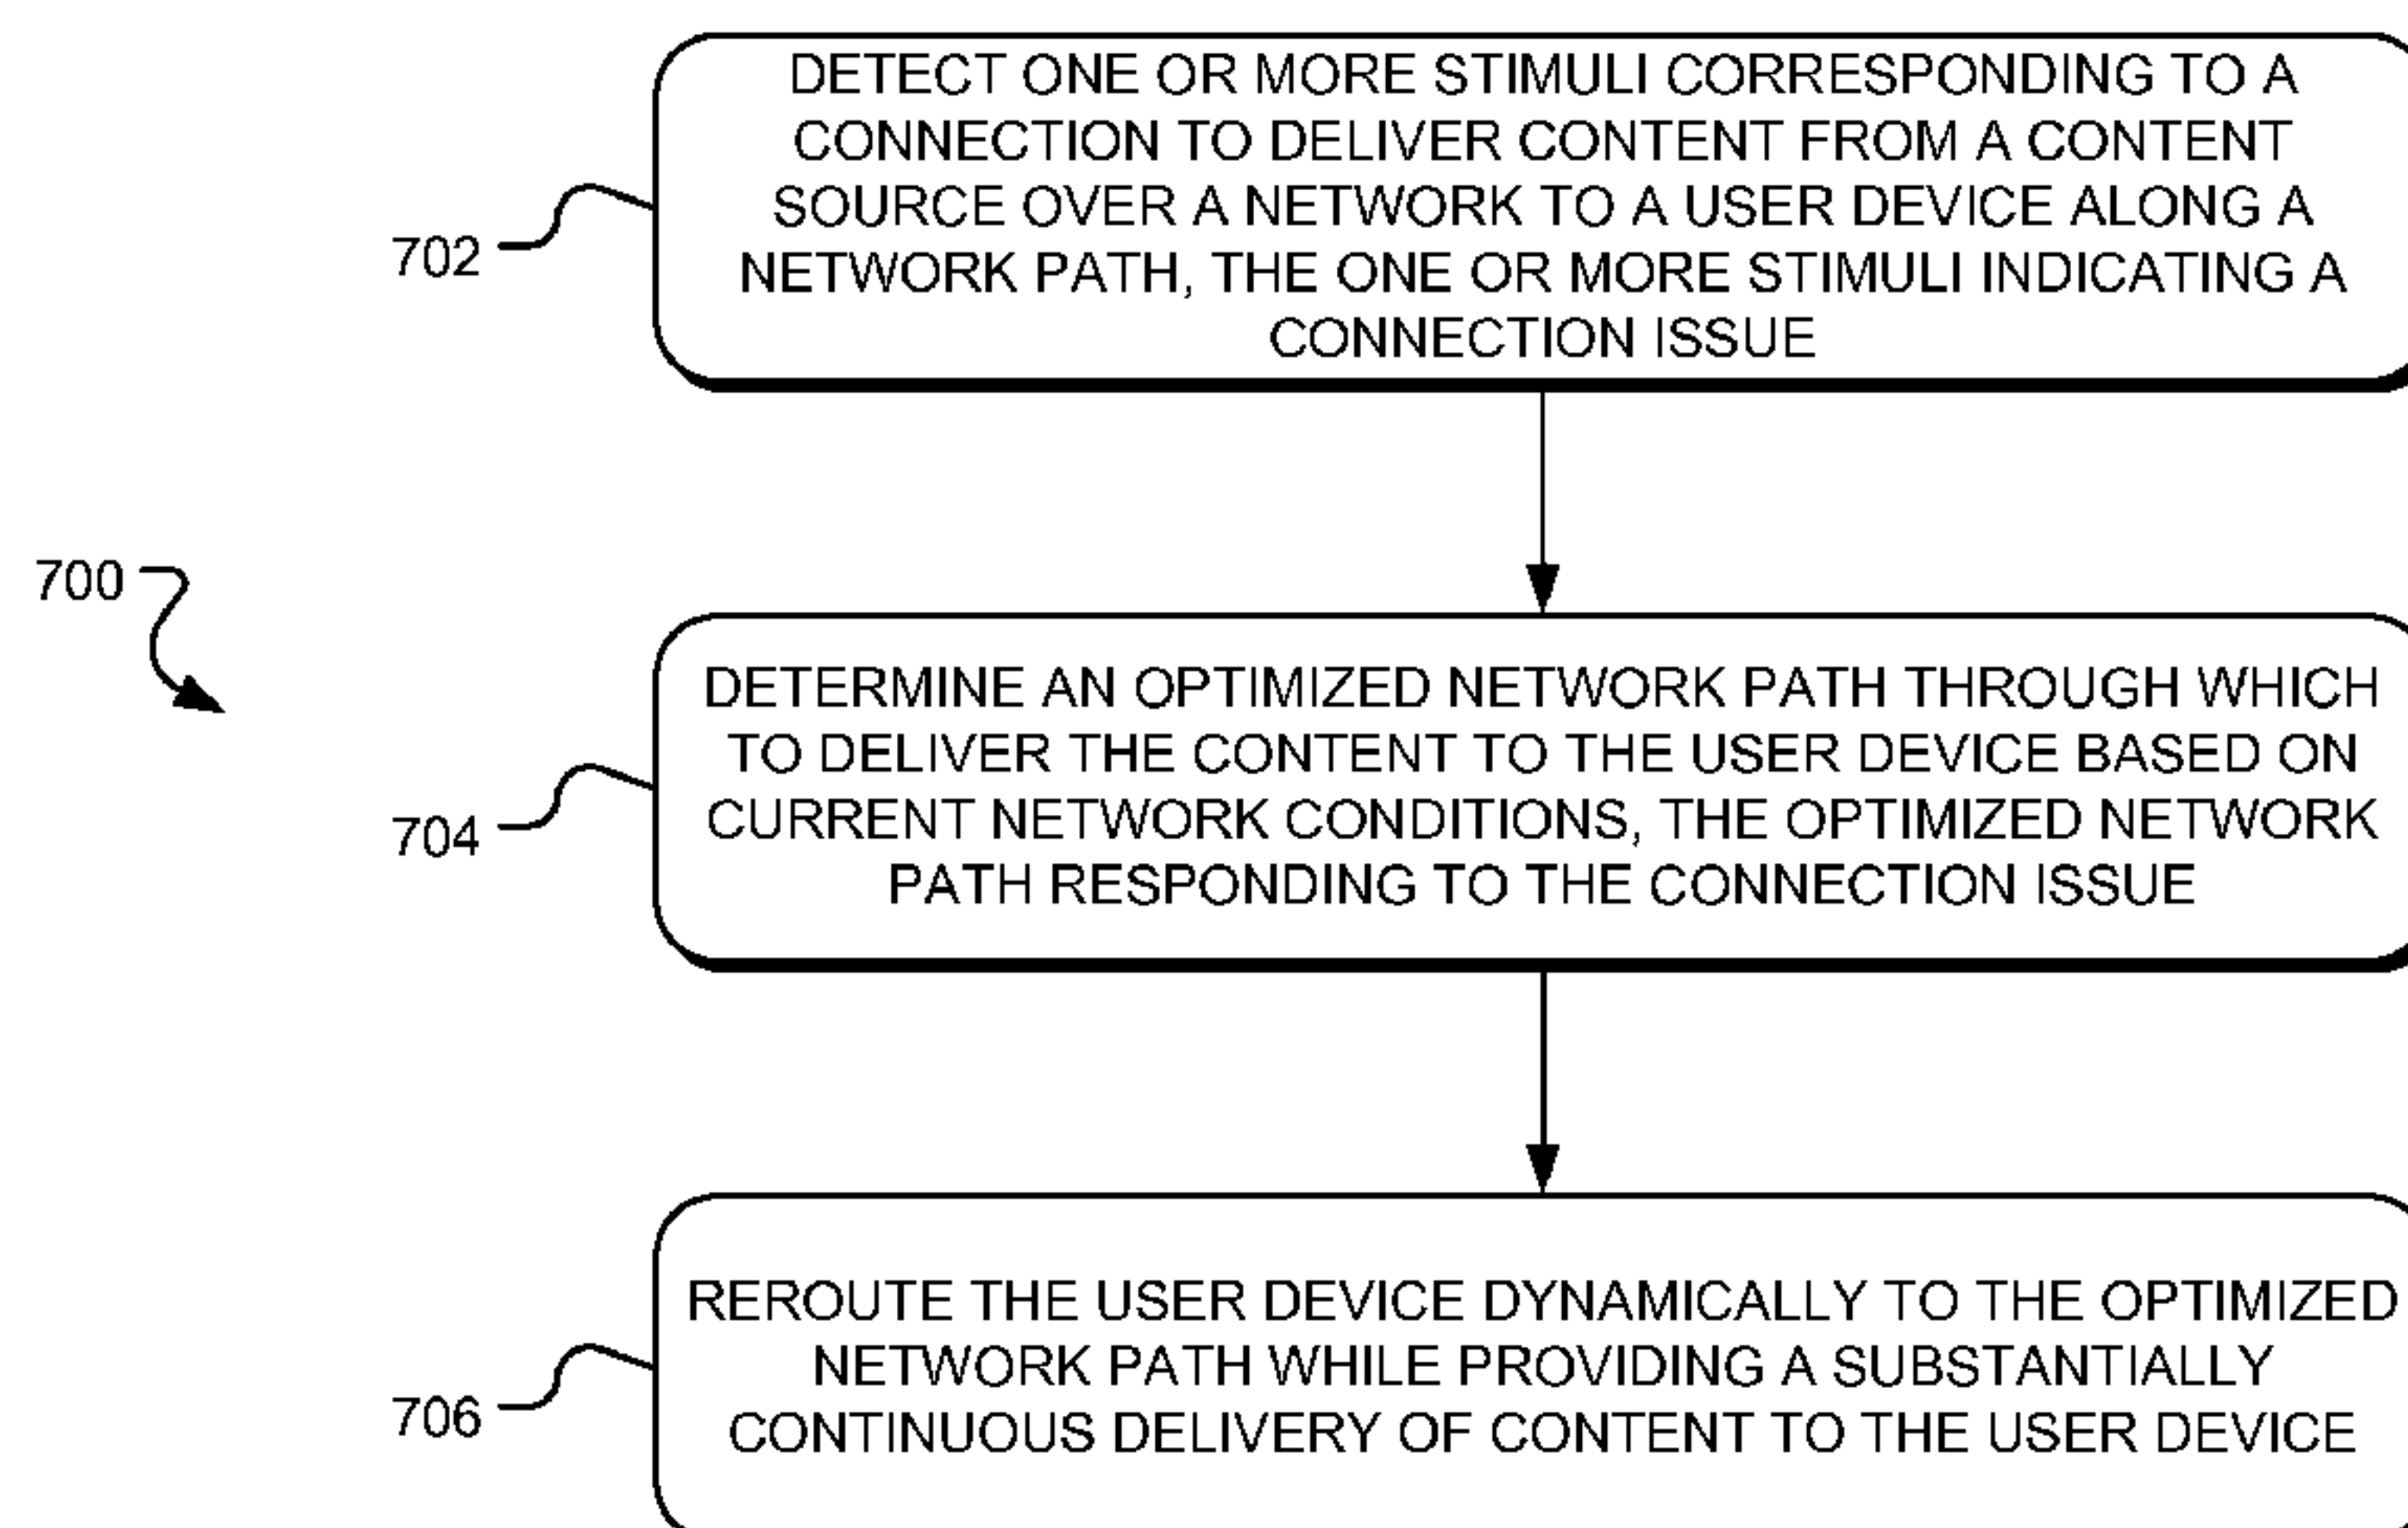 DETECT ONE OR MORE STIMULI CORRESPONDING TO A
CONNECTION TO DELIVER CONTENT FROM A CONTENT
SOURCE OVER A NETWORK TO A USER DEVICE ALONG A
NETWORK PATH, THE ONE OR MORE STIMULI INDICATING A
CONNECTION ISSUE
702
700
DETERMINE AN OPTIMIZED NETWORK PATH THROUGH WHICH
TO DELIVER THE CONTENT TO THE USER DEVICE BASED ON
CURRENT NETWORK CONDITIONS, THE OPTIMIZED NETWORK
PATH RESPONDING TO THE CONNECTION ISSUE
704
REROUTE THE USER DEVICE DYNAMICALLY TO THE OPTIMIZED
NETWORK PATH WHILE PROVIDING A SUBSTANTIALLY
CONTINUOUS DELIVERY OF CONTENT TO THE USER DEVICE
706